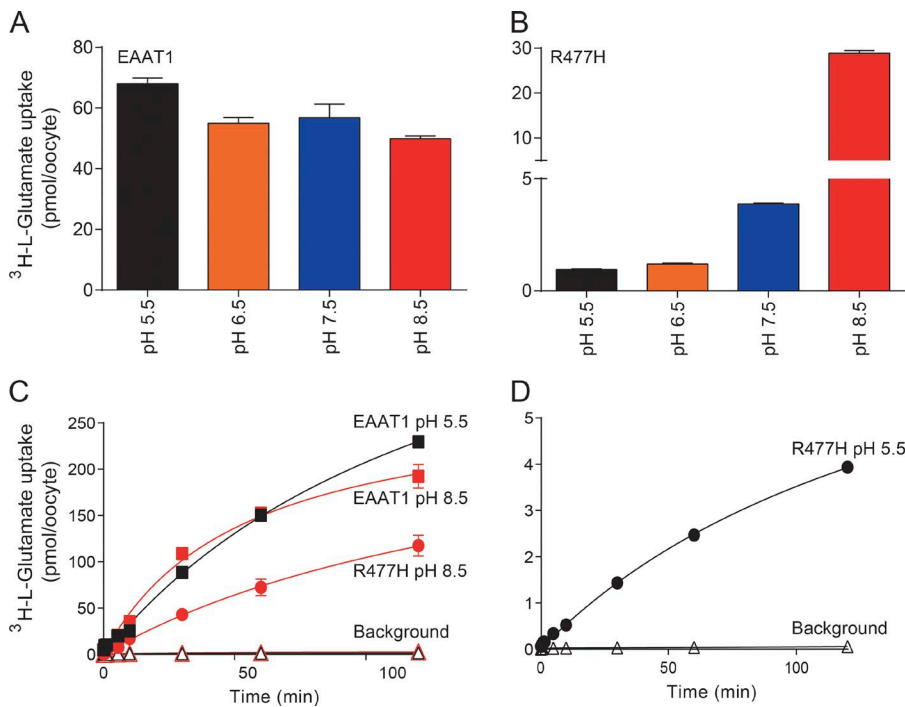 A
EAAT1
³H-L-Glutamate uptake
(pmol/oocyte)
80
60
40
20
0
pH 5.5
pH 6.5
pH 7.5
pH 8.5
B
R477H
30
20
10
5
0
pH 5.5
pH 6.5
pH 7.5
pH 8.5
C
³H-L-Glutamate uptake
(pmol/oocyte)
250
200
150
100
50
0
EAAT1 pH 5.5
EAAT1 pH 8.5
R477H pH 8.5
Background
0
50
100
Time (min)
D
5
4
3
2
1
0
R477H pH 5.5
Background
0
50
100
Time (min)